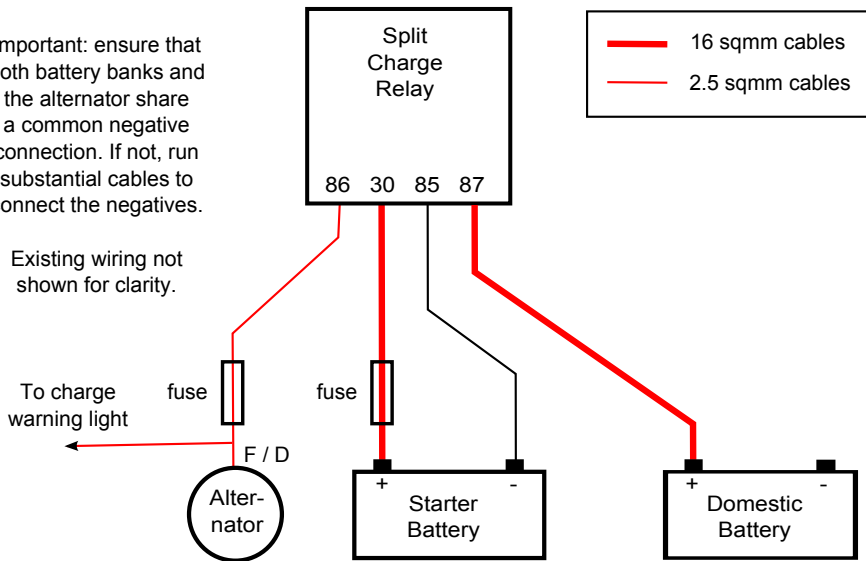 mportant: ensure that
oth battery banks and
the alternator share
a common negative
connection. If not, run
substantial cables to
onnect the negatives.
Existing wiring not
shown for clarity.
Split
Charge
Relay
86 30 85 87
16 sqmm cables
2.5 sqmm cables
To charge
warning light
fuse
fuse
F / D
Alter-
nator
+ -
Starter
Battery
+ -
Domestic
Battery